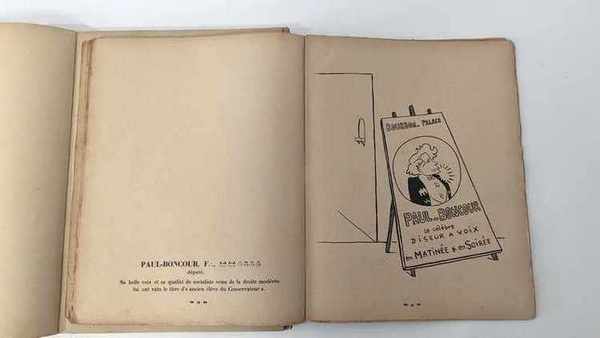 PAUL-BONCOUR, F
député.
Sa belle voix et sa qualité de socialiste venu de la droite modérée
lui ont valu le titre d'« ancien élève du Conservateur ».
BOURBON-PALACE
PAUL-BONCOUR
Le célèbre
DISEUR A VOIX
en MATINÉE & en SOIRÉE